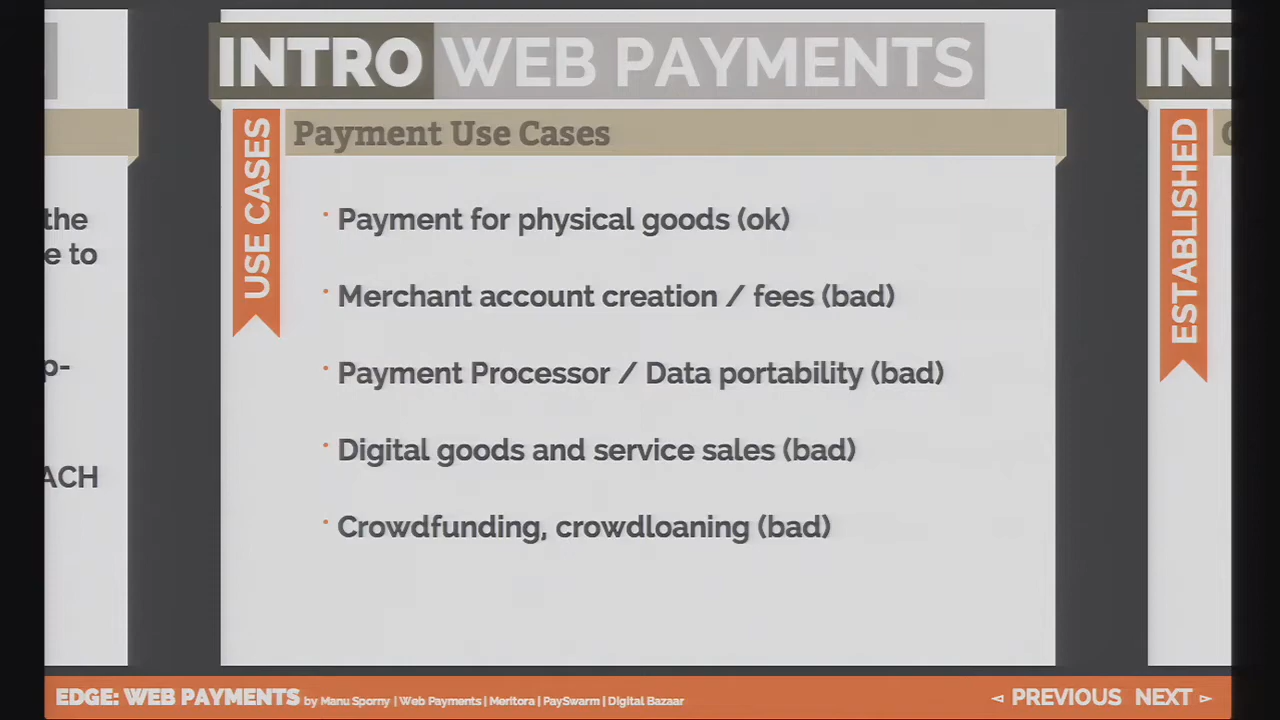 INTRO WEB PAYMENTS
USE CASES
Payment Use Cases
· Payment for physical goods (ok)
· Merchant account creation / fees (bad)
· Payment Processor / Data portability (bad)
· Digital goods and service sales (bad)
· Crowdfunding, crowdloaning (bad)
the
e to
p-
ACH
INT
ESTABLISHED
EDGE: WEB PAYMENTS by Manu Sporny | Web Payments | Meritora | PaySwarm | Digital Bazaar
◅ PREVIOUS NEXT ▻